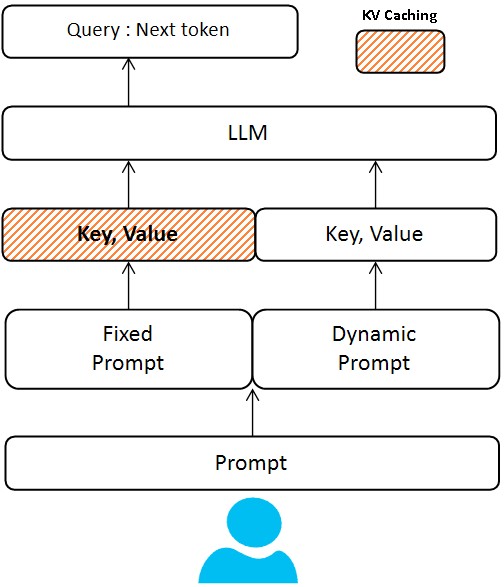 Query : Next token
KV Caching
LLM
Key, Value
Key, Value
Fixed
Prompt
Dynamic
Prompt
Prompt